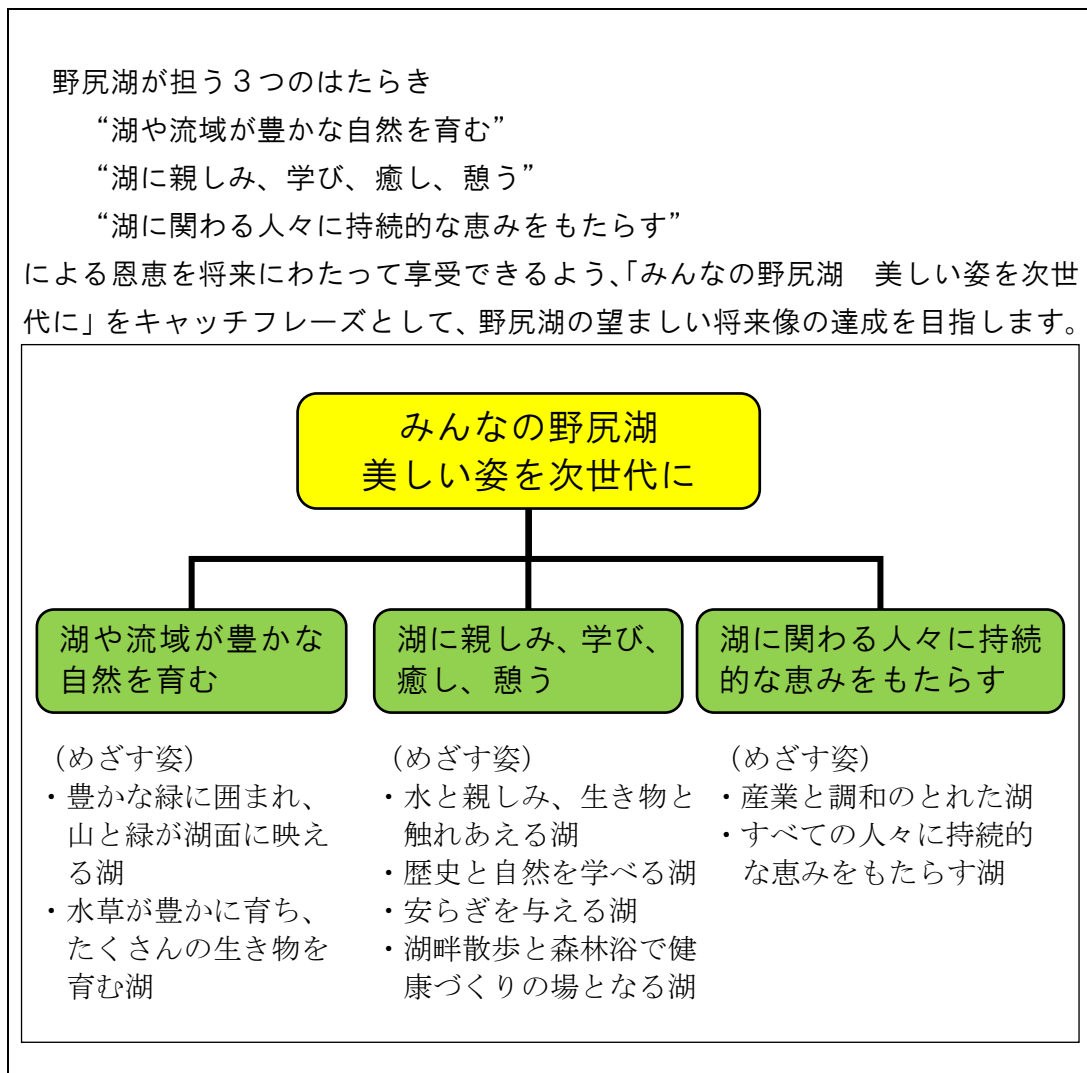 野尻湖が担う３つのはたらき
“湖や流域が豊かな自然を育む”
“湖に親しみ、学び、癒し、憩う”
“湖に関わる人々に持続的な恵みをもたらす”
による恩恵を将来にわたって享受できるよう、「みんなの野尻湖　美しい姿を次世
代に」をキャッチフレーズとして、野尻湖の望ましい将来像の達成を目指します。
みんなの野尻湖
美しい姿を次世代に
湖や流域が豊かな
自然を育む
（めざす姿）
・豊かな緑に囲まれ、
山と緑が湖面に映え
る湖
・水草が豊かに育ち、
たくさんの生き物を
育む湖
湖に親しみ、学び、
癒し、憩う
（めざす姿）
・水と親しみ、生き物と
触れあえる湖
・歴史と自然を学べる湖
・安らぎを与える湖
・湖畔散歩と森林浴で健
康づくりの場となる湖
湖に関わる人々に持続
的な恵みをもたらす
（めざす姿）
・産業と調和のとれた湖
・すべての人々に持続的
な恵みをもたらす湖